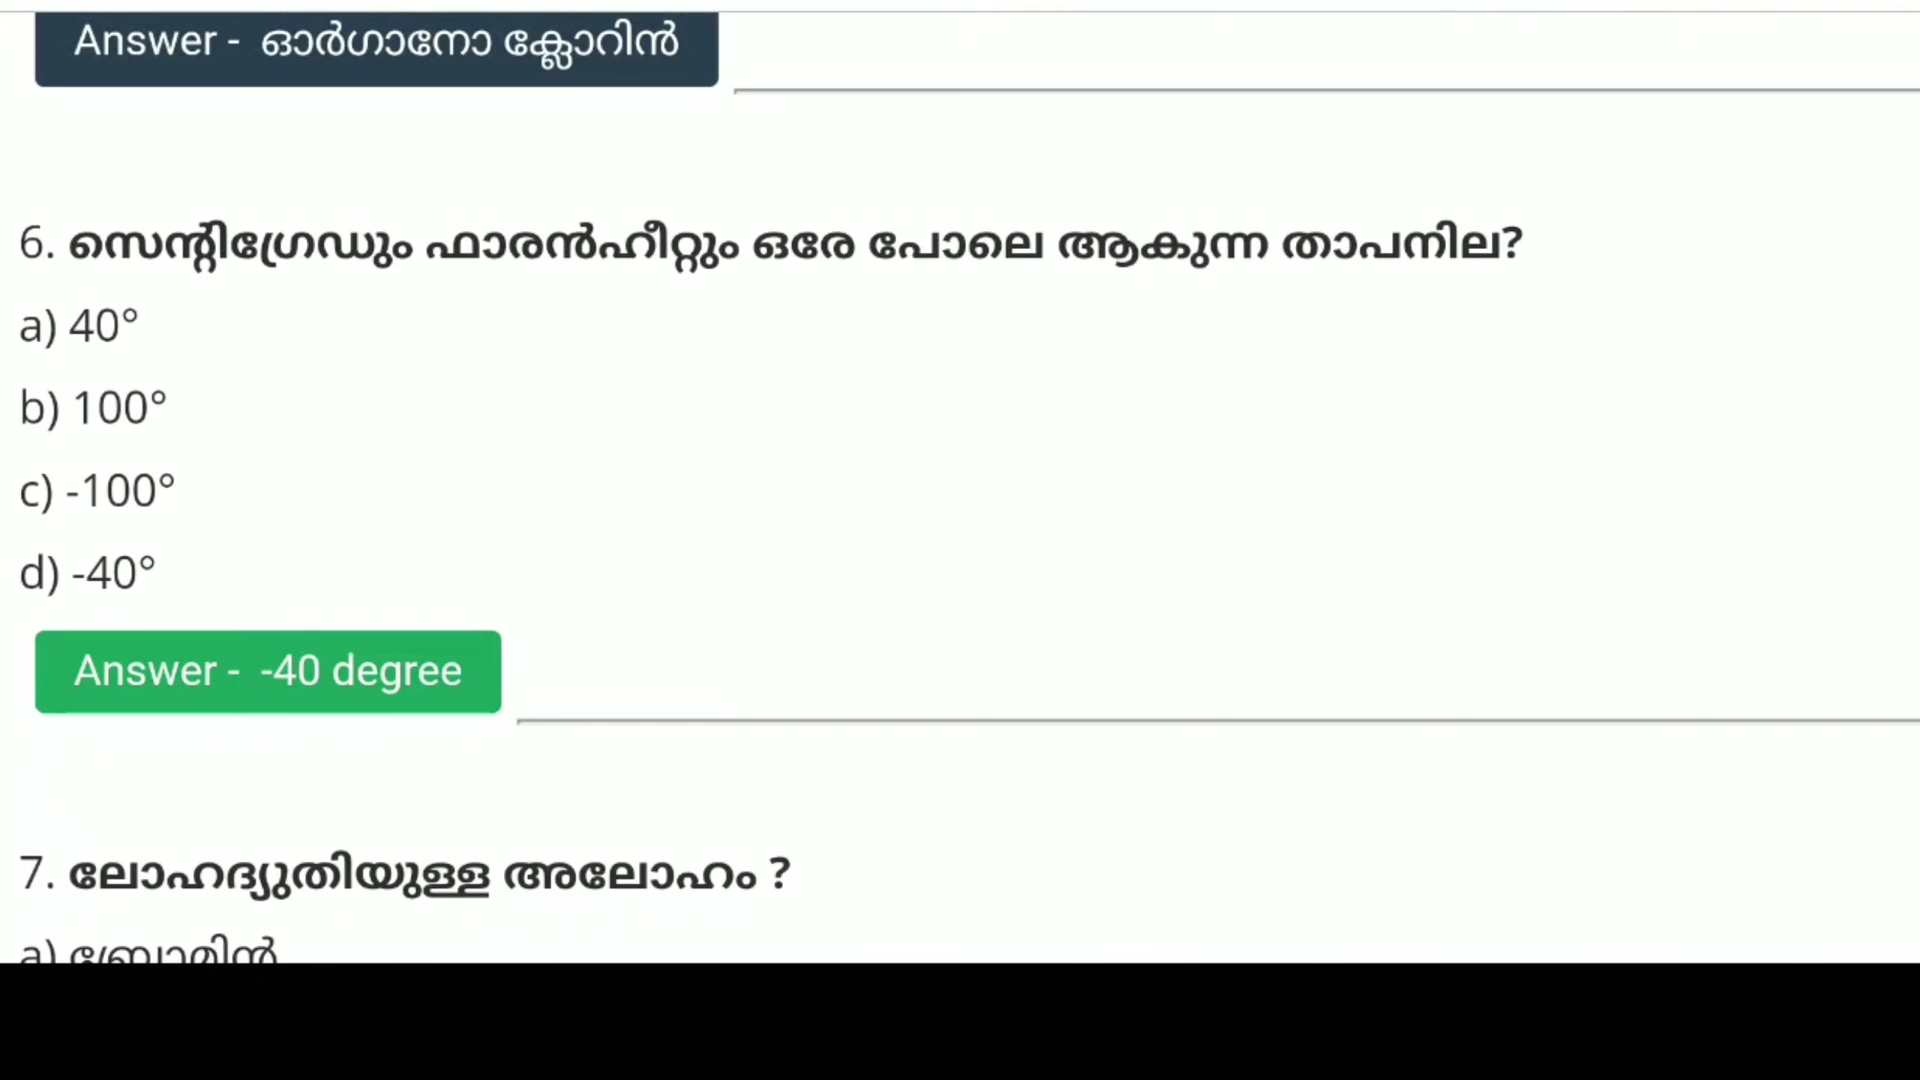 Answer - ഓർഗാനോ ക്ലോറിൻ
6. സെന്റിഗ്രേഡും ഫാരൻഹീറ്റും ഒരേ പോലെ ആകുന്ന താപനില?
a) 40°
b) 100°
c) -100°
d) -40°
Answer - -40 degree
7. ലോഹദ്യുതിയുള്ള അലോഹം ?
a) ബ്രോമിൻ